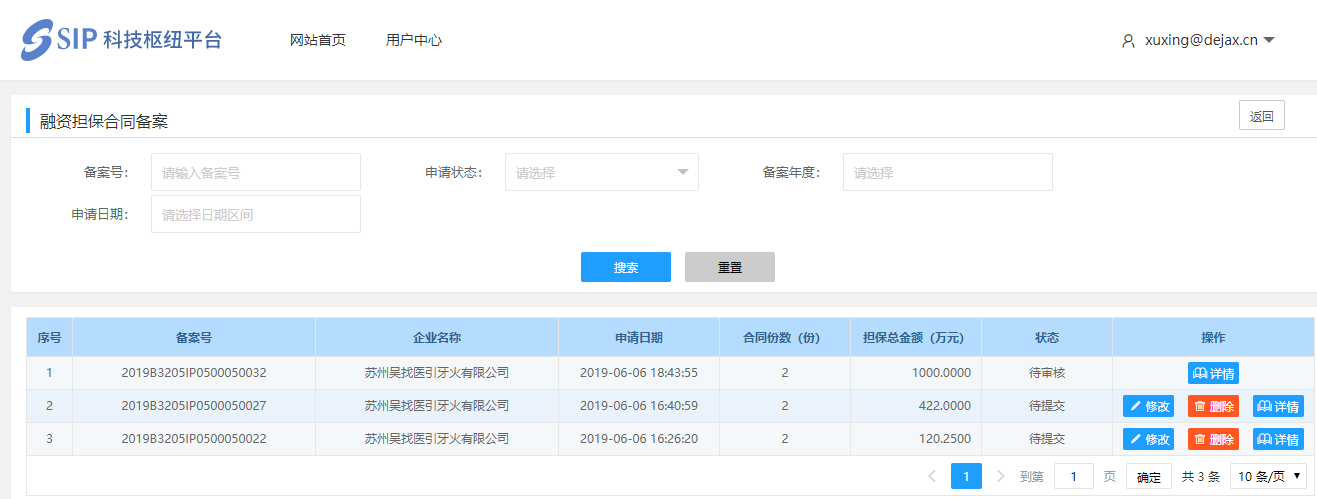 SIP 科技枢纽平台 网站首页 用户中心 xuxing@dejax.cn
融资担保合同备案 返回
备案号： 请输入备案号 申请状态： 请选择 备案年度： 请选择
申请日期： 请选择日期区间
搜索 重置
序号 备案号 企业名称 申请日期 合同份数（份） 担保总金额（万元） 状态 操作
1 2019B3205IP0500050032 苏州吴找医引牙火有限公司 2019-06-06 18:43:55 2 1000.0000 待审核 详情
2 2019B3205IP0500050027 苏州吴找医引牙火有限公司 2019-06-06 16:40:59 2 422.0000 待提交 修改 删除 详情
3 2019B3205IP0500050022 苏州吴找医引牙火有限公司 2019-06-06 16:26:20 2 120.2500 待提交 修改 删除 详情
1 到第 1 页 确定 共 3 条 10 条/页